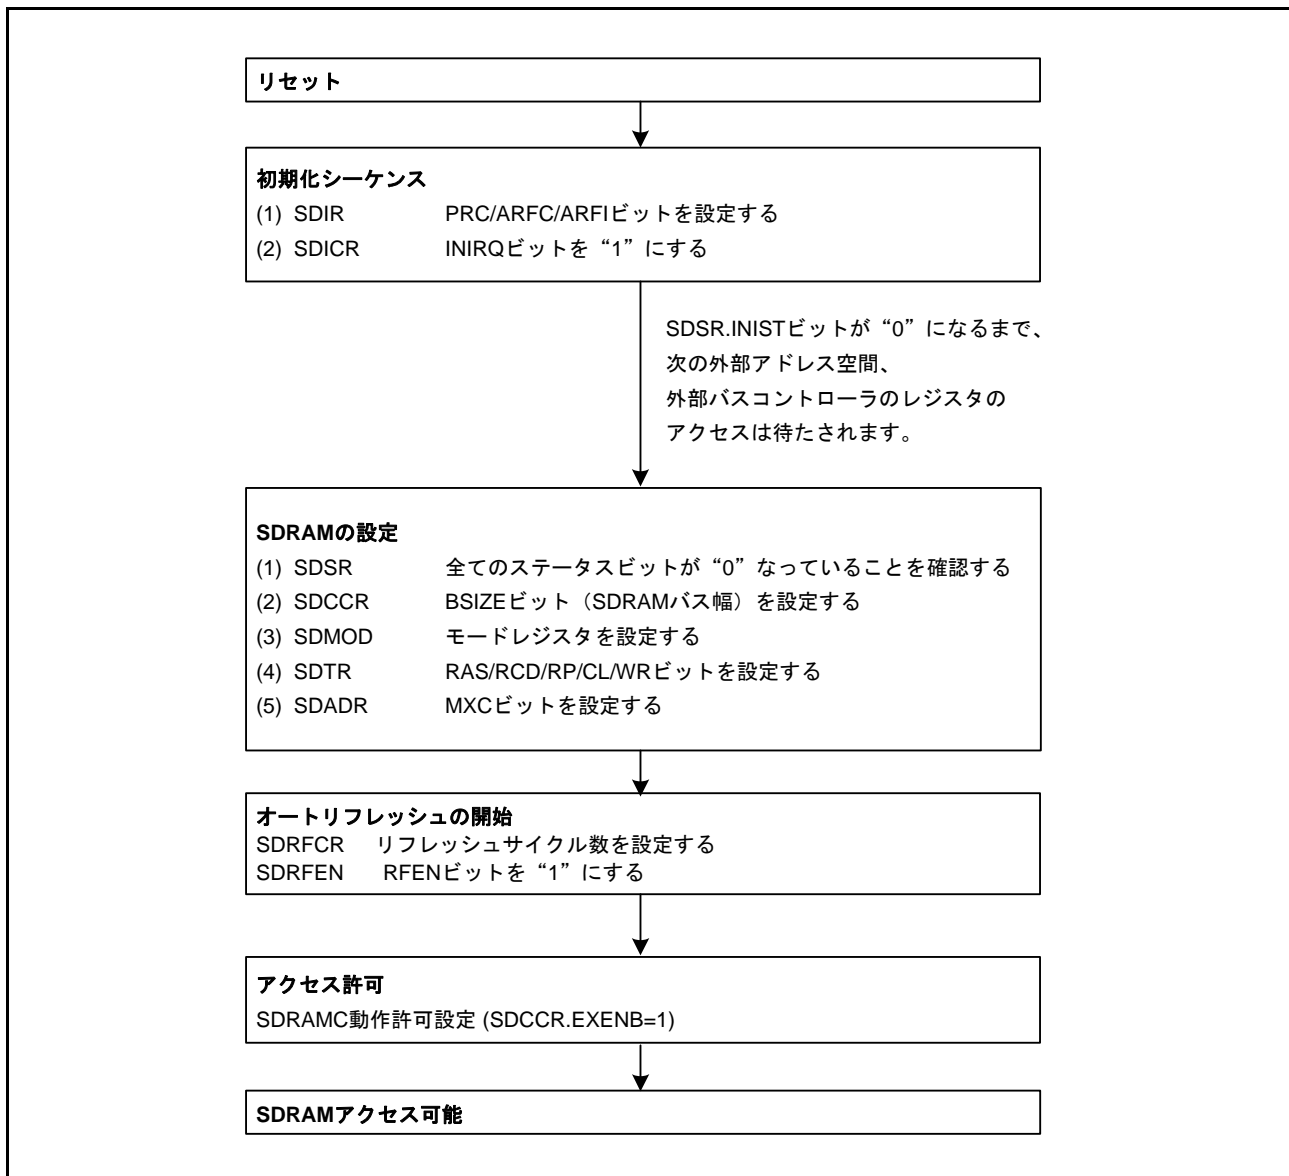 リセット
初期化シーケンス
(1) SDIR PRC/ARFC/ARFIビットを設定する
(2) SDICR INIRQビットを“1”にする
SDSR.INISTビットが“0”になるまで、
次の外部アドレス空間、
外部バスコントローラのレジスタの
アクセスは待たされます。
SDRAMの設定
(1) SDSR 全てのステータスビットが“0”なっていることを確認する
(2) SDCCR BSIZEビット（SDRAMバス幅）を設定する
(3) SDMOD モードレジスタを設定する
(4) SDTR RAS/RCD/RP/CL/WRビットを設定する
(5) SDADR MXCビットを設定する
オートリフレッシュの開始
SDRFCR リフレッシュサイクル数を設定する
SDRFEN RFENビットを“1”にする
アクセス許可
SDRAMC動作許可設定 (SDCCR.EXENB=1)
SDRAMアクセス可能